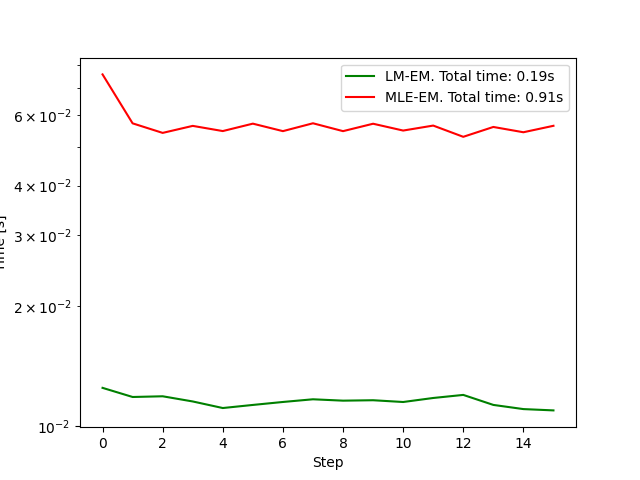 LM-EM. Total time: 0.19s
MLE-EM. Total time: 0.91s
6 × 10⁻²
4 × 10⁻²
3 × 10⁻²
2 × 10⁻²
10⁻²
0 2 4 6 8 10 12 14
Step